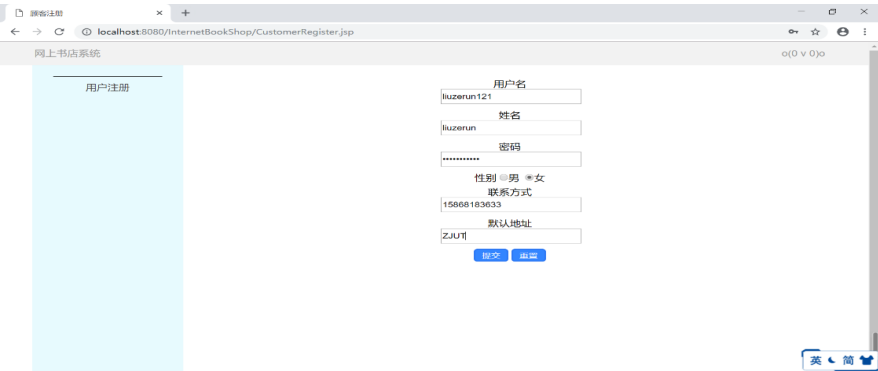 顾客注册
localhost:8080/InternetBookShop/CustomerRegister.jsp
网上书店系统
o(0 v 0)o
用户注册
用户名
liuzerun121
姓名
liuzerun
密码
•••••••••••
性别 男 女
联系方式
15868183633
默认地址
ZJUT
提交 重置
英 简